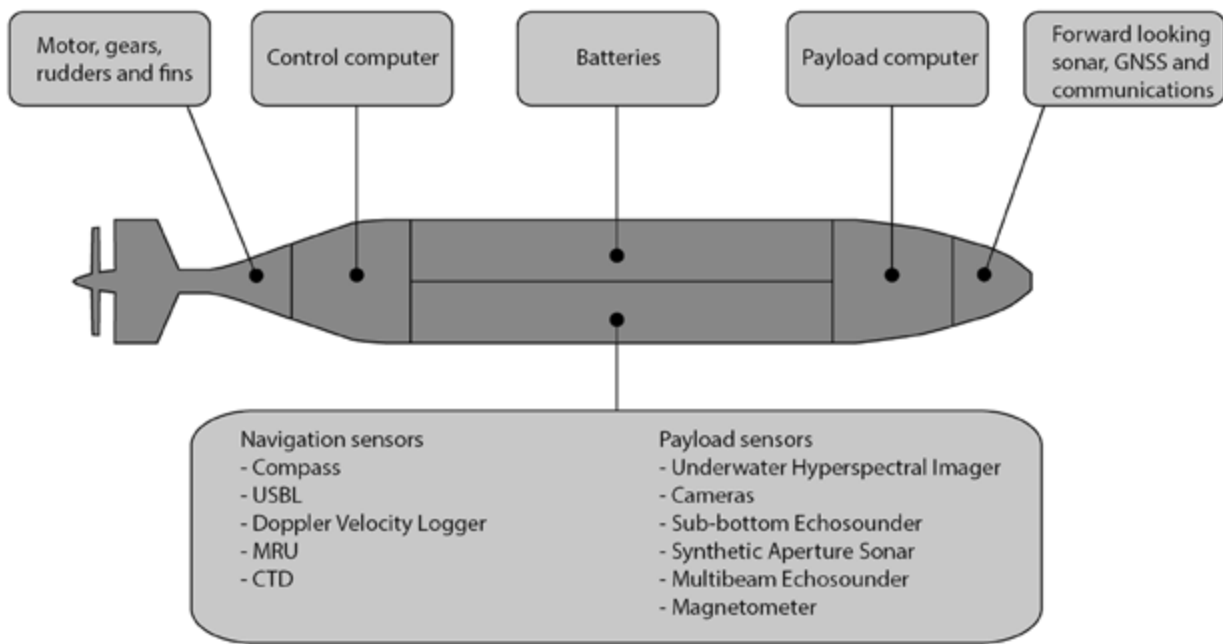 Motor, gears,
rudders and fins
Control computer
Batteries
Payload computer
Forward looking
sonar, GNSS and
communications
Navigation sensors
- Compass
- USBL
- Doppler Velocity Logger
- MRU
- CTD
Payload sensors
- Underwater Hyperspectral Imager
- Cameras
- Sub-bottom Echosounder
- Synthetic Aperture Sonar
- Multibeam Echosounder
- Magnetometer